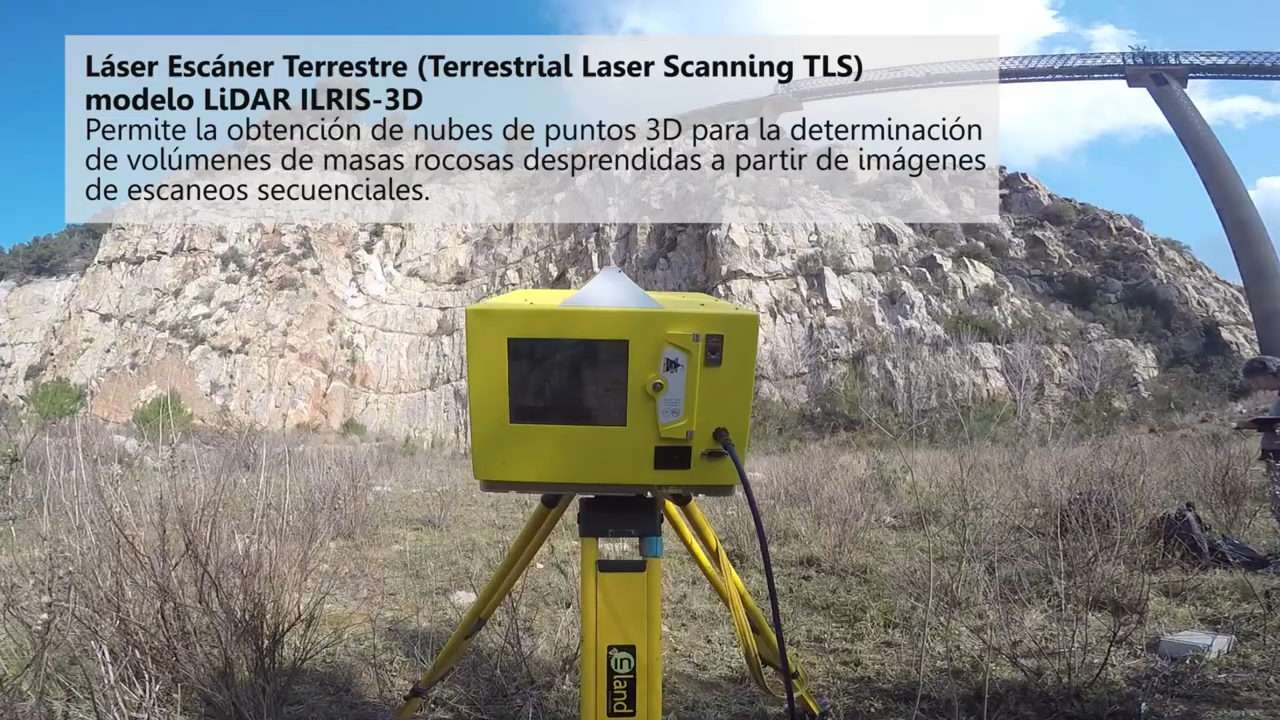 Láser Escáner Terrestre (Terrestrial Laser Scanning TLS)
modelo LiDAR ILRIS-3D
Permite la obtención de nubes de puntos 3D para la determinación
de volúmenes de masas rocosas desprendidas a partir de imágenes
de escaneos secuenciales.
inland